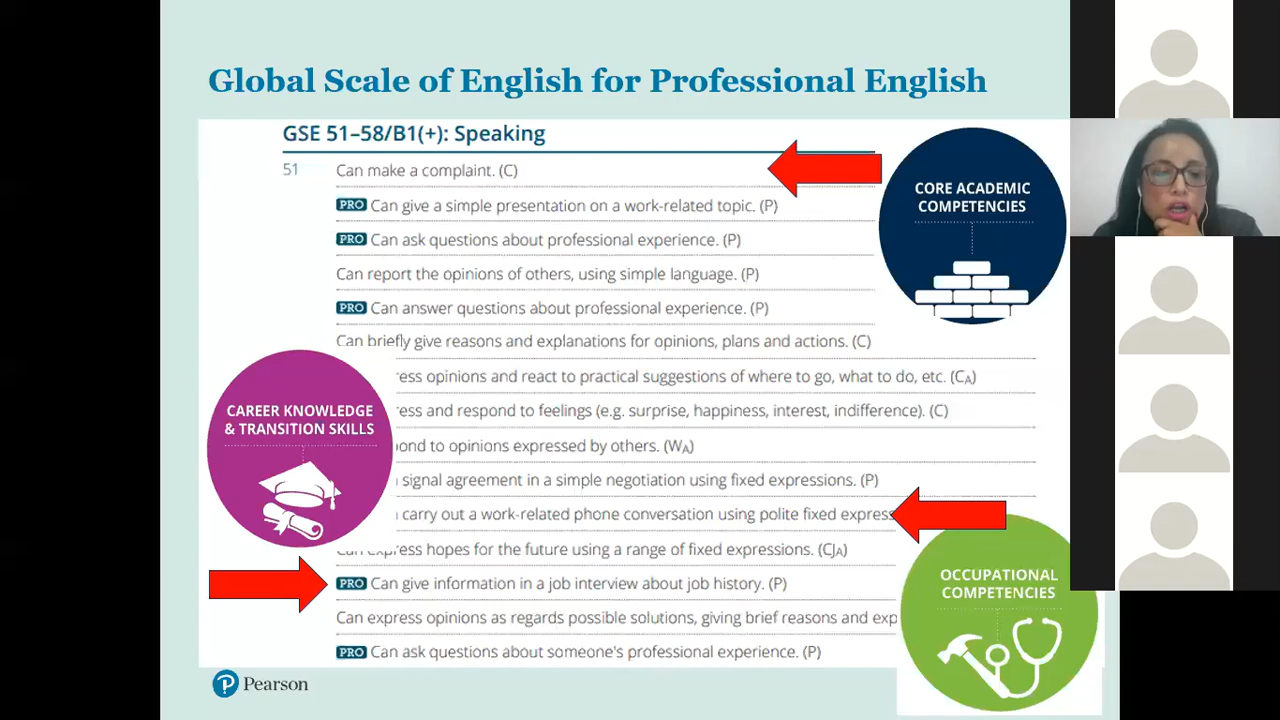 Global Scale of English for Professional English
GSE 51–58/B1(+): Speaking
51 Can make a complaint. (C)
PRO Can give a simple presentation on a work-related topic. (P)
PRO Can ask questions about professional experience. (P)
Can report the opinions of others, using simple language. (P)
PRO Can answer questions about professional experience. (P)
Can briefly give reasons and explanations for opinions, plans and actions. (C)
ress opinions and react to practical suggestions of where to go, what to do, etc. (CA)
ress and respond to feelings (e.g. surprise, happiness, interest, indifference). (C)
pond to opinions expressed by others. (WA)
signal agreement in a simple negotiation using fixed expressions. (P)
carry out a work-related phone conversation using polite fixed express
Can express hopes for the future using a range of fixed expressions. (CJA)
PRO Can give information in a job interview about job history. (P)
Can express opinions as regards possible solutions, giving brief reasons and exp
PRO Can ask questions about someone's professional experience. (P)
CORE ACADEMIC
COMPETENCIES
CAREER KNOWLEDGE
& TRANSITION SKILLS
OCCUPATIONAL
COMPETENCIES
P Pearson